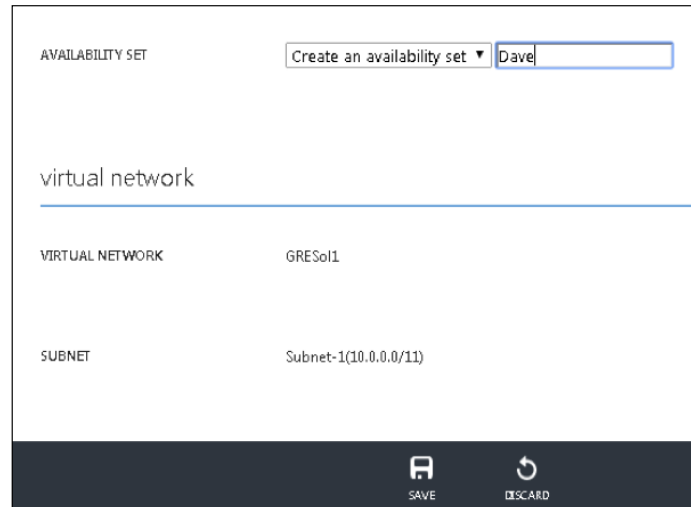 AVAILABILITY SET Create an availability set Dave
virtual network
VIRTUAL NETWORK GRESol1
SUBNET Subnet-1(10.0.0.0/11)
SAVE DISCARD